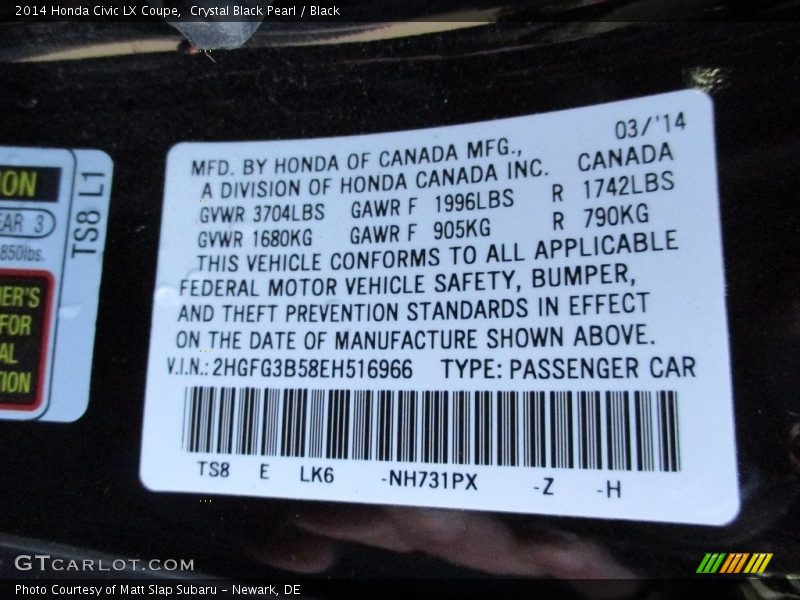 2014 Honda Civic LX Coupe, Crystal Black Pearl / Black
03/'14
MFD. BY HONDA OF CANADA MFG.,
A DIVISION OF HONDA CANADA INC. CANADA
GVWR 3704LBS GAWR F 1996LBS R 1742LBS
GVWR 1680KG GAWR F 905KG R 790KG
THIS VEHICLE CONFORMS TO ALL APPLICABLE
FEDERAL MOTOR VEHICLE SAFETY, BUMPER,
AND THEFT PREVENTION STANDARDS IN EFFECT
ON THE DATE OF MANUFACTURE SHOWN ABOVE.
V.I.N.: 2HGFG3B58EH516966 TYPE: PASSENGER CAR
TS8 E LK6 -NH731PX -Z -H
ION
EAR 3
850lbs.
TS8 L1
ER'S
FOR
AL
TION
GTCARLOT.COM
Photo Courtesy of Matt Slap Subaru - Newark, DE